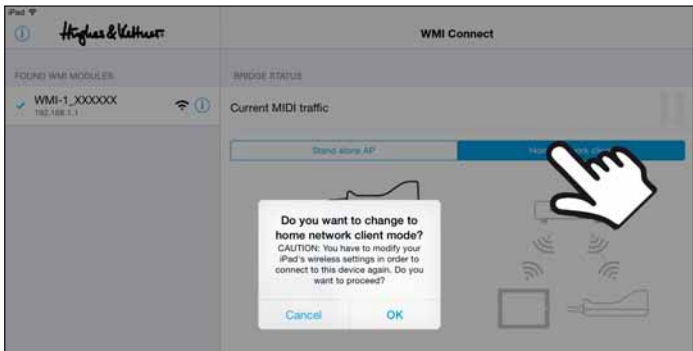 iPad
Hughes & Kettner
WMI Connect
FOUND WMI MODULES
BRIDGE STATUS
WMI-1_XXXXXX
192.168.1.1
Current MIDI traffic
Stand alone AP
Do you want to change to
home network client mode?
CAUTION: You have to modify your
iPad's wireless settings in order to
connect to this device again. Do you
want to proceed?
Cancel
OK